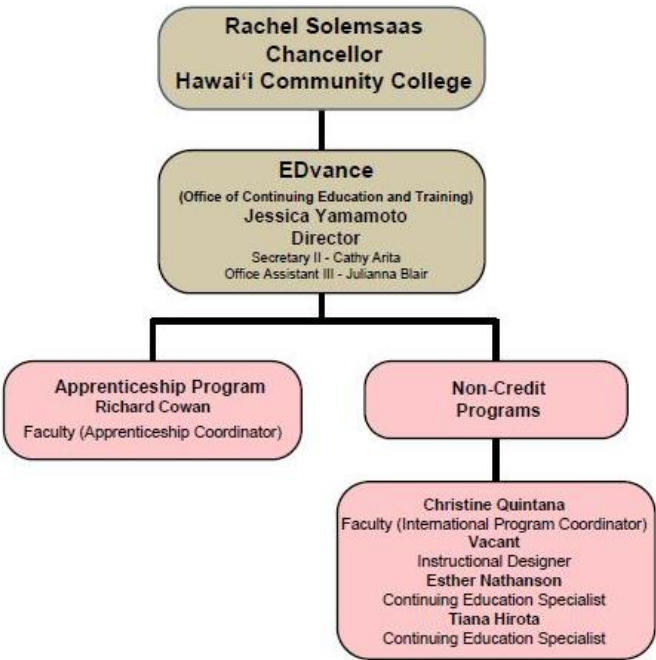 Rachel Solemsaas
Chancellor
Hawai‘i Community College
EDvance
(Office of Continuing Education and Training)
Jessica Yamamoto
Director
Secretary II - Cathy Arita
Office Assistant III - Julianna Blair
Apprenticeship Program
Richard Cowan
Faculty (Apprenticeship Coordinator)
Non-Credit
Programs
Christine Quintana
Faculty (International Program Coordinator)
Vacant
Instructional Designer
Esther Nathanson
Continuing Education Specialist
Tiana Hirota
Continuing Education Specialist